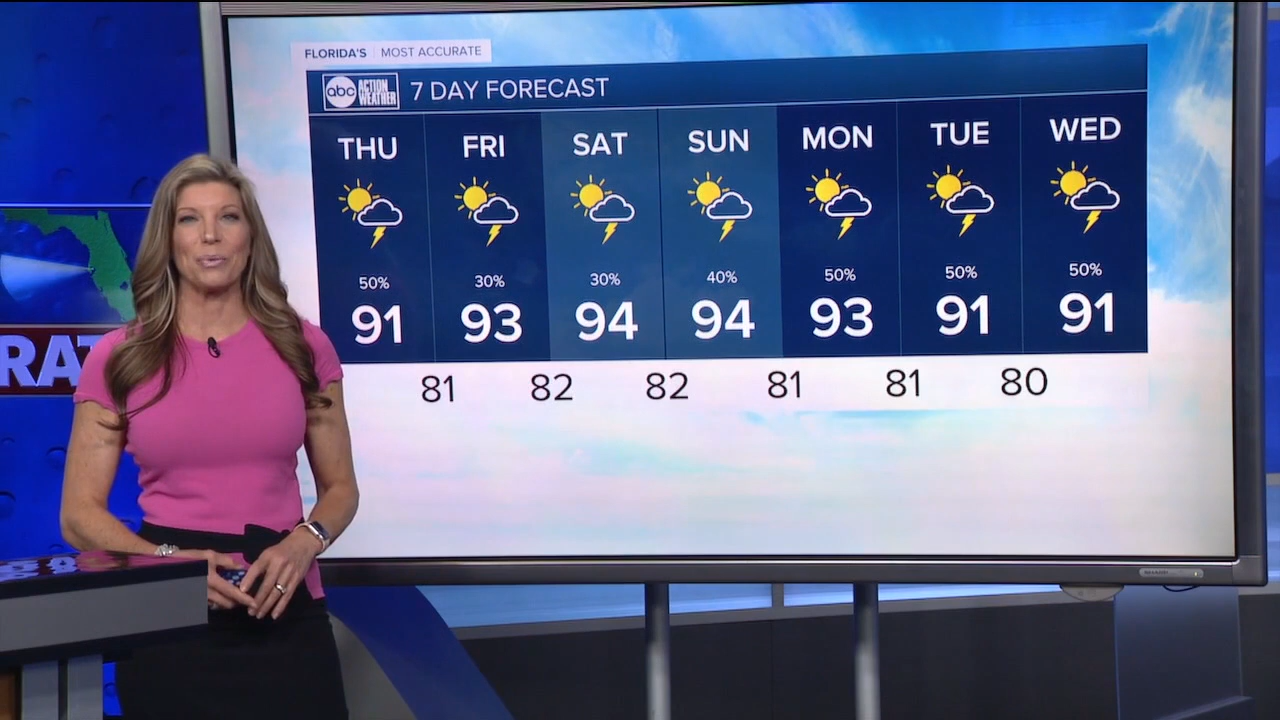 FLORIDA'S MOST ACCURATE
abc ACTION WEATHER 7 DAY FORECAST
THU FRI SAT SUN MON TUE WED
50% 30% 30% 40% 50% 50% 50%
91 93 94 94 93 91 91
81 82 82 81 81 80
RAT
SHARP